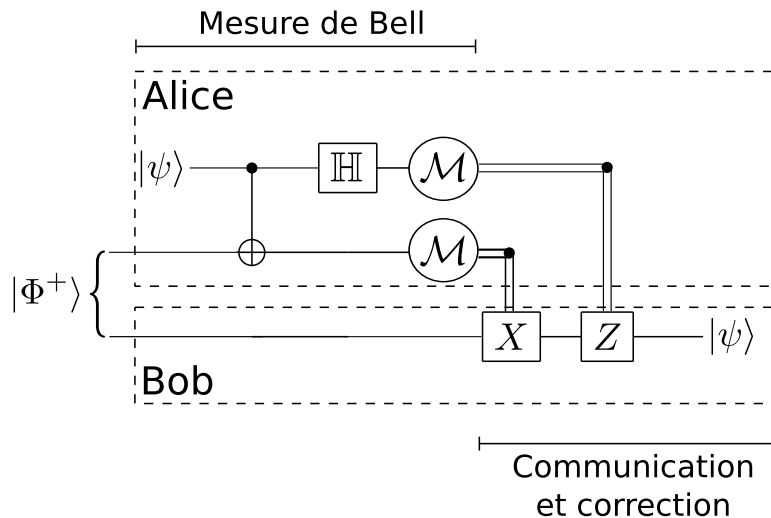 Mesure de Bell
Alice
|ψ⟩ ℍ ℳ
ℳ
|Φ⁺⟩
X Z |ψ⟩
Bob
Communication
et correction